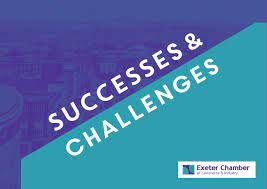 SUCCESSES &
CHALLENGES
Exeter Chamber
of Commerce & Industry